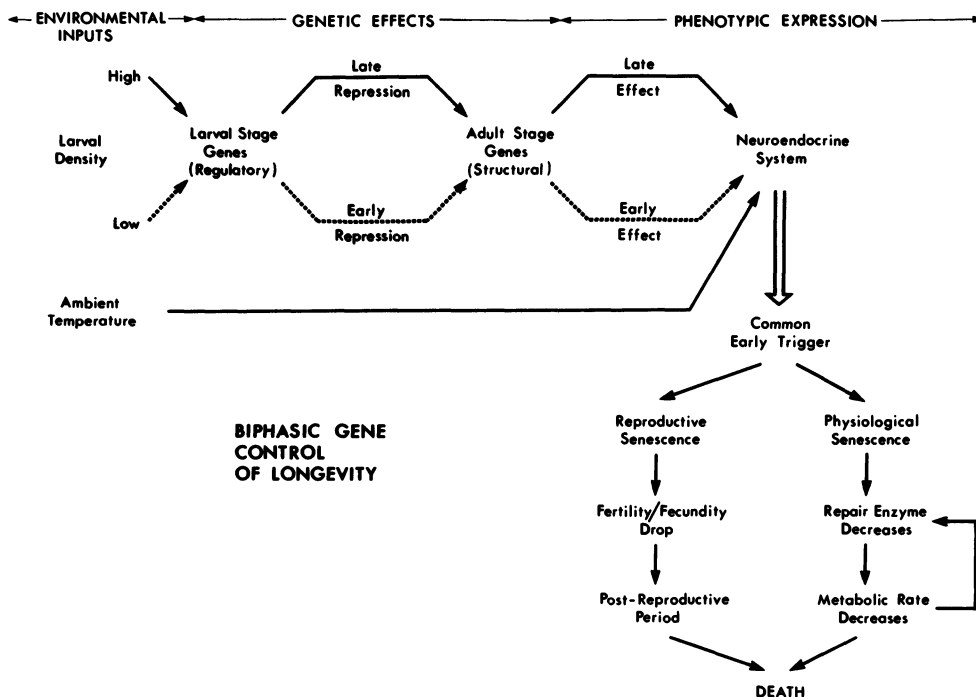 ENVIRONMENTAL
INPUTS
GENETIC EFFECTS
PHENOTYPIC EXPRESSION
High
Larval
Density
Low
Larval Stage
Genes
(Regulatory)
Late
Repression
Early
Repression
Adult Stage
Genes
(Structural)
Late
Effect
Early
Effect
Neuroendocrine
System
Ambient
Temperature
Common
Early Trigger
BIPHASIC GENE
CONTROL
OF LONGEVITY
Reproductive
Senescence
Physiological
Senescence
Fertility/Fecundity
Drop
Repair Enzyme
Decreases
Post-Reproductive
Period
Metabolic Rate
Decreases
DEATH